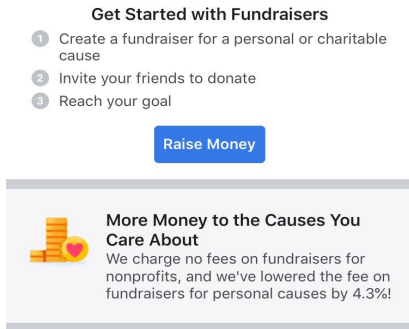 Get Started with Fundraisers
1 Create a fundraiser for a personal or charitable
cause
2 Invite your friends to donate
3 Reach your goal
Raise Money
More Money to the Causes You
Care About
We charge no fees on fundraisers for
nonprofits, and we've lowered the fee on
fundraisers for personal causes by 4.3%!